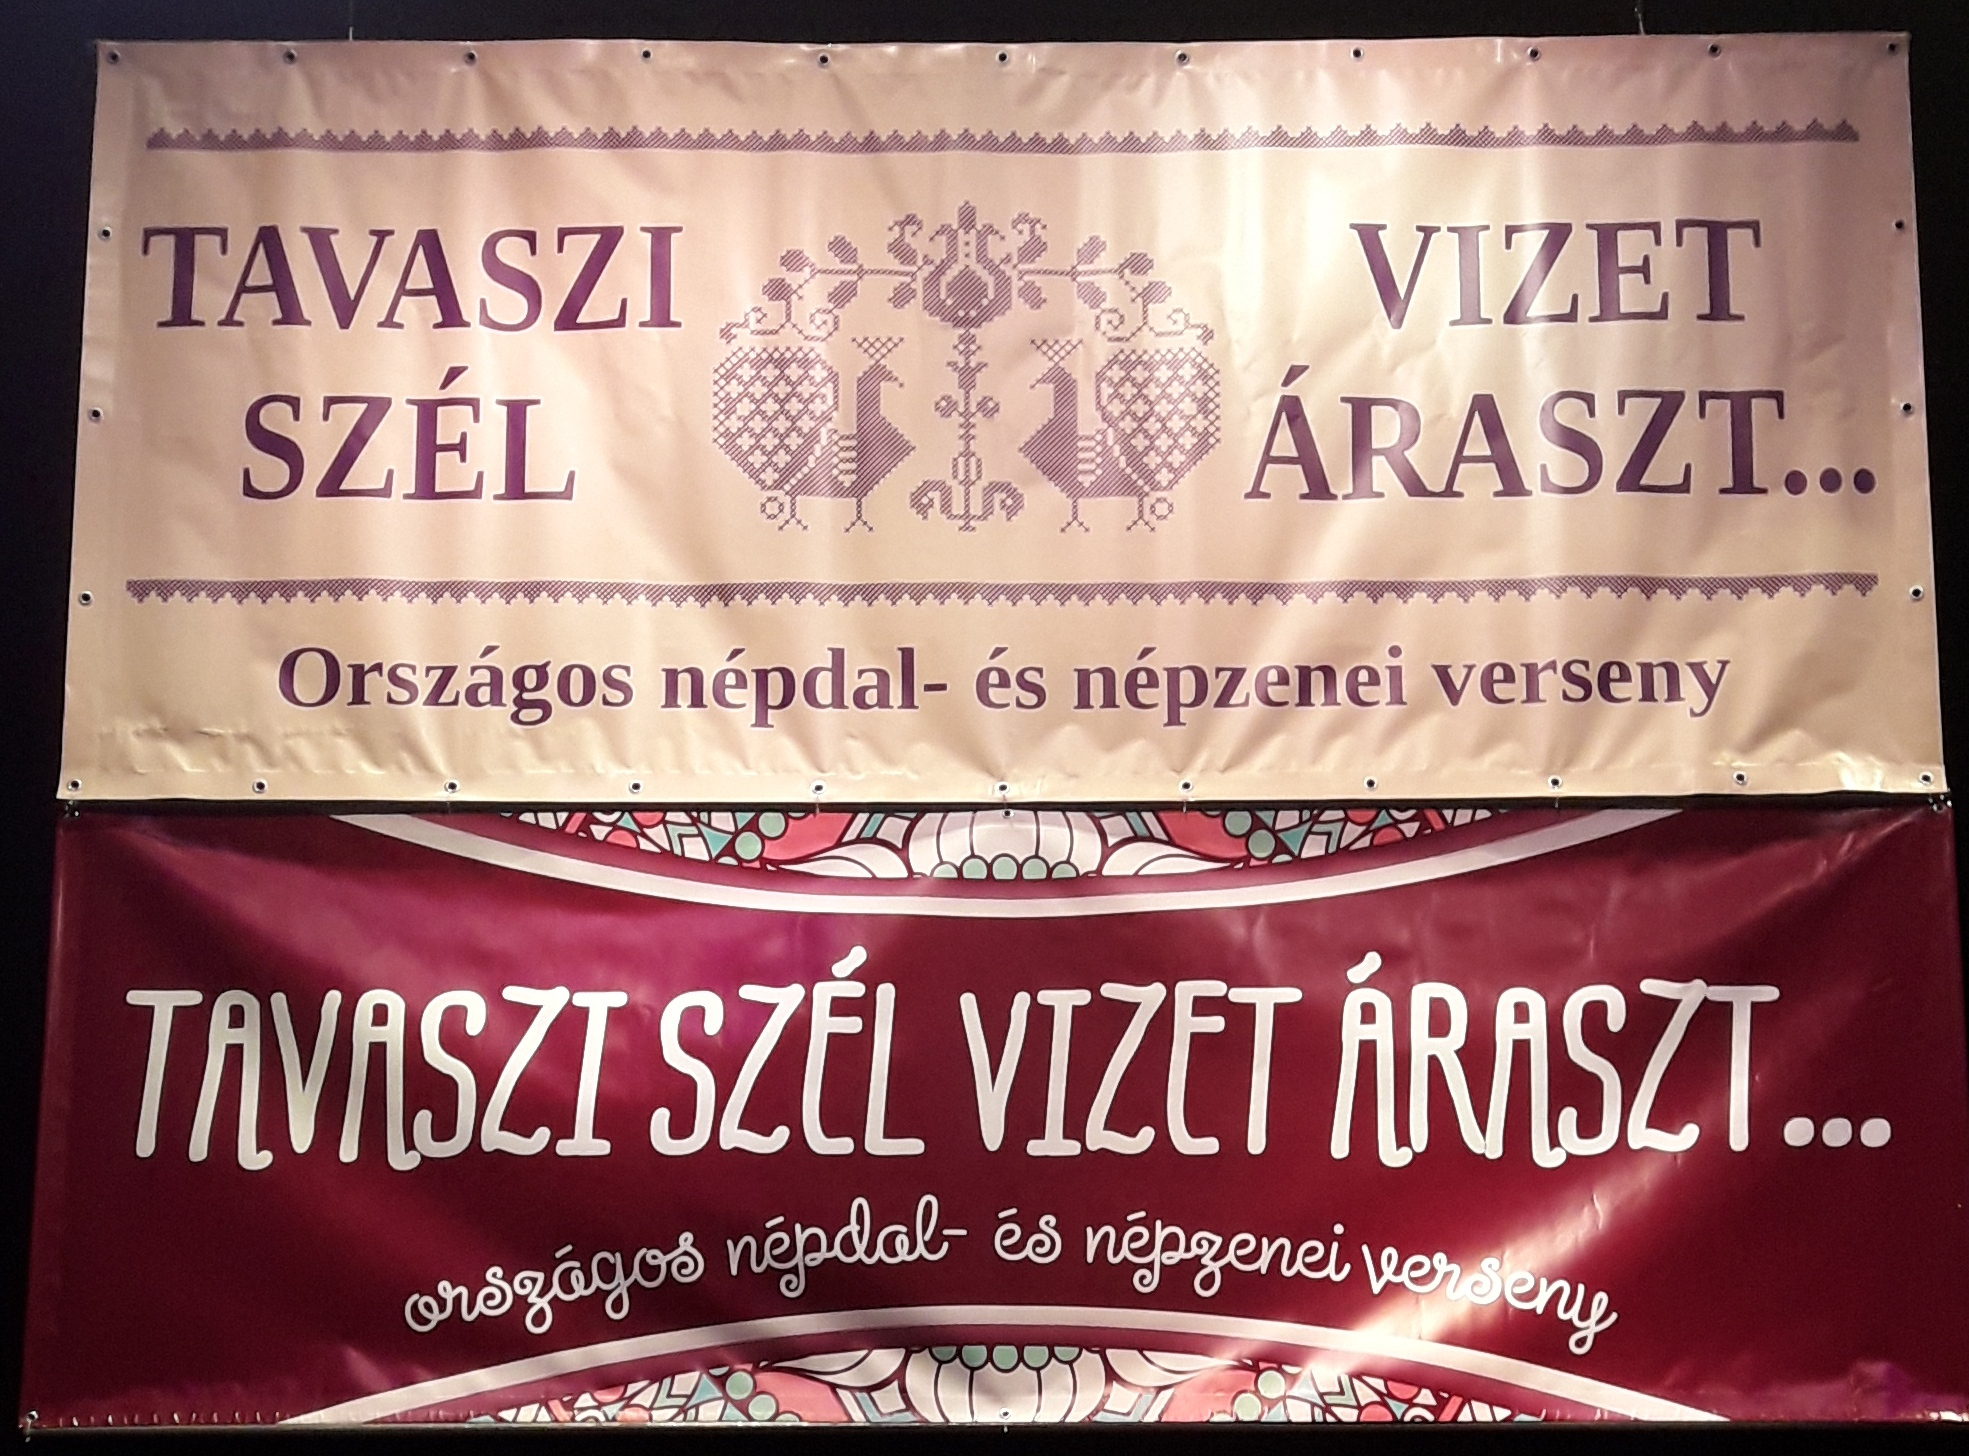 TAVASZI
SZÉL
VIZET
ÁRASZT...
Országos népdal- és népzenei verseny
TAVASZI SZÉL VIZET ÁRASZT...
országos népdal- és népzenei verseny